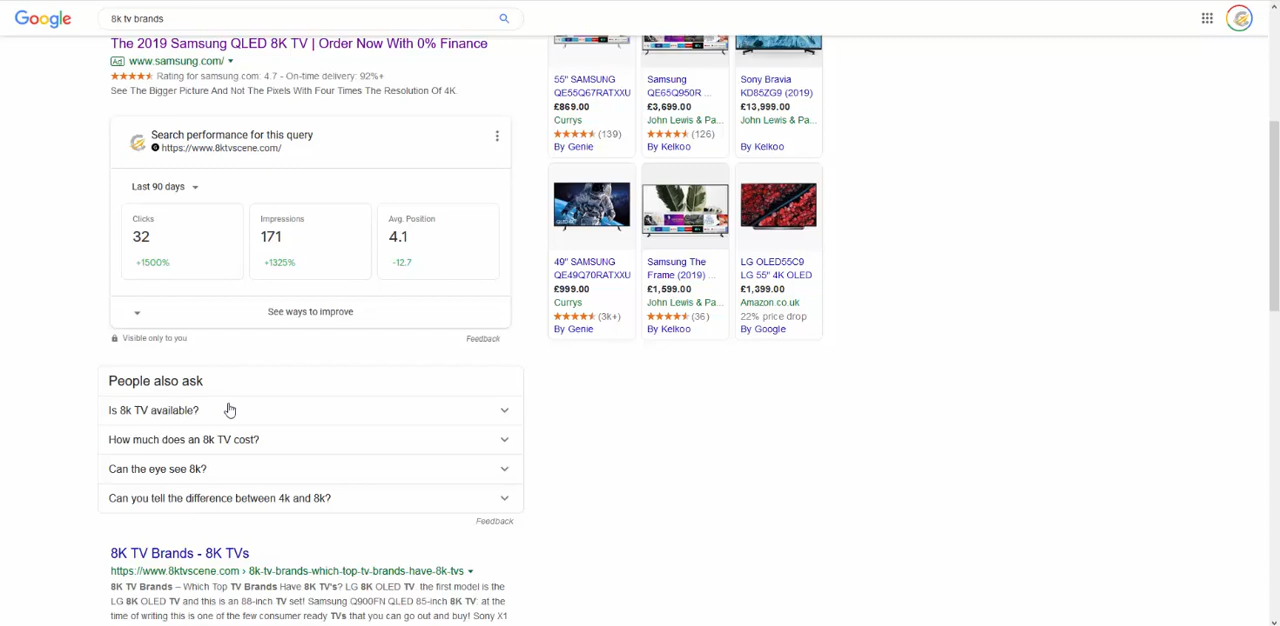 Google
8k tv brands
The 2019 Samsung QLED 8K TV | Order Now With 0% Finance
Ad www.samsung.com/
Rating for samsung.com: 4.7 - On-time delivery: 92%+
See The Bigger Picture And Not The Pixels With Four Times The Resolution Of 4K.
Search performance for this query
https://www.8ktvscene.com/
Last 90 days
Clicks
32
+1500%
Impressions
171
+1325%
Avg. Position
4.1
-12.7
See ways to improve
Visible only to you
Feedback
People also ask
Is 8k TV available?
How much does an 8k TV cost?
Can the eye see 8k?
Can you tell the difference between 4k and 8k?
Feedback
8K TV Brands - 8K TVs
https://www.8ktvscene.com › 8k-tv-brands-which-top-tv-brands-have-8k-tvs
8K TV Brands – Which Top TV Brands Have 8K TV's? LG 8K OLED TV the first model is the
LG 8K OLED TV and this is an 88-inch TV set! Samsung Q900FN QLED 85-inch 8K TV: at the
time of writing this is one of the few consumer ready TVs that you can go out and buy! Sony X1
55" SAMSUNG
QE55Q67RATXXU
£869.00
Currys
(139)
By Genie
Samsung
QE65Q950R ...
£3,699.00
John Lewis & Pa...
(126)
By Kelkoo
Sony Bravia
KD85ZG9 (2019)
£13,999.00
John Lewis & Pa...
By Kelkoo
49" SAMSUNG
QE49Q70RATXXU
£999.00
Currys
(3k+)
By Genie
Samsung The
Frame (2019) ...
£1,599.00
John Lewis & Pa...
(36)
By Kelkoo
LG OLED55C9
LG 55" 4K OLED
£1,399.00
Amazon.co.uk
22% price drop
By Google